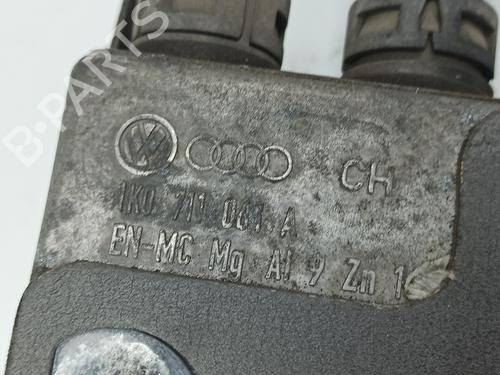 B-PARTS
CH
1K0 711 061 A
EN-MC Mg Al 9 Zn 1